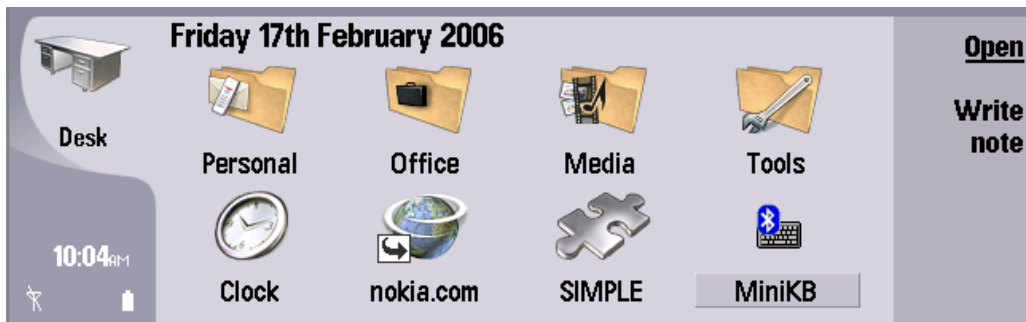 Friday 17th February 2006
Open
Desk
Write
note
Personal
Office
Media
Tools
10:04AM
Clock
nokia.com
SIMPLE
MiniKB